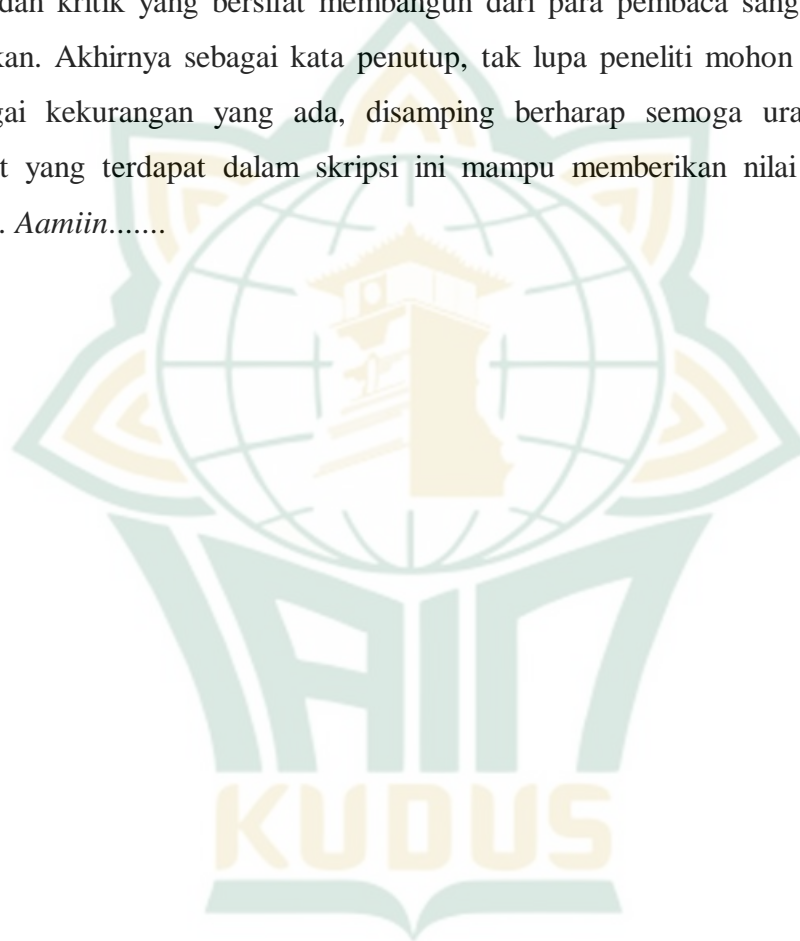 dan kritik yang bersifat membangun dari para pembaca sang
kan. Akhirnya sebagai kata penutup, tak lupa peneliti mohon
gai kekurangan yang ada, disamping berharap semoga ura
t yang terdapat dalam skripsi ini mampu memberikan nilai
. Aamiin.......
IAIN
KUDUS